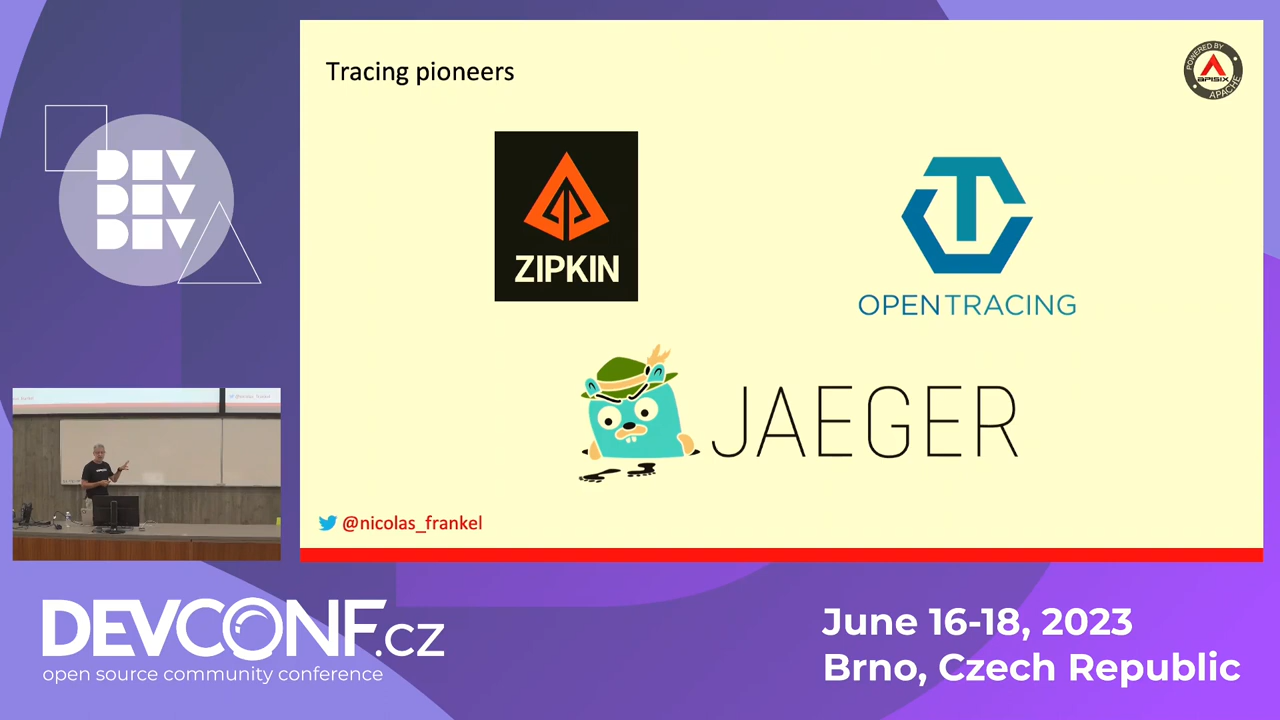 Tracing pioneers
POWERED BY
APISIX
APACHE
DEV
DEV
DEV
ZIPKIN
OPENTRACING
JAEGER
@nicolas_frankel
DEVCONF.cz
open source community conference
June 16-18, 2023
Brno, Czech Republic